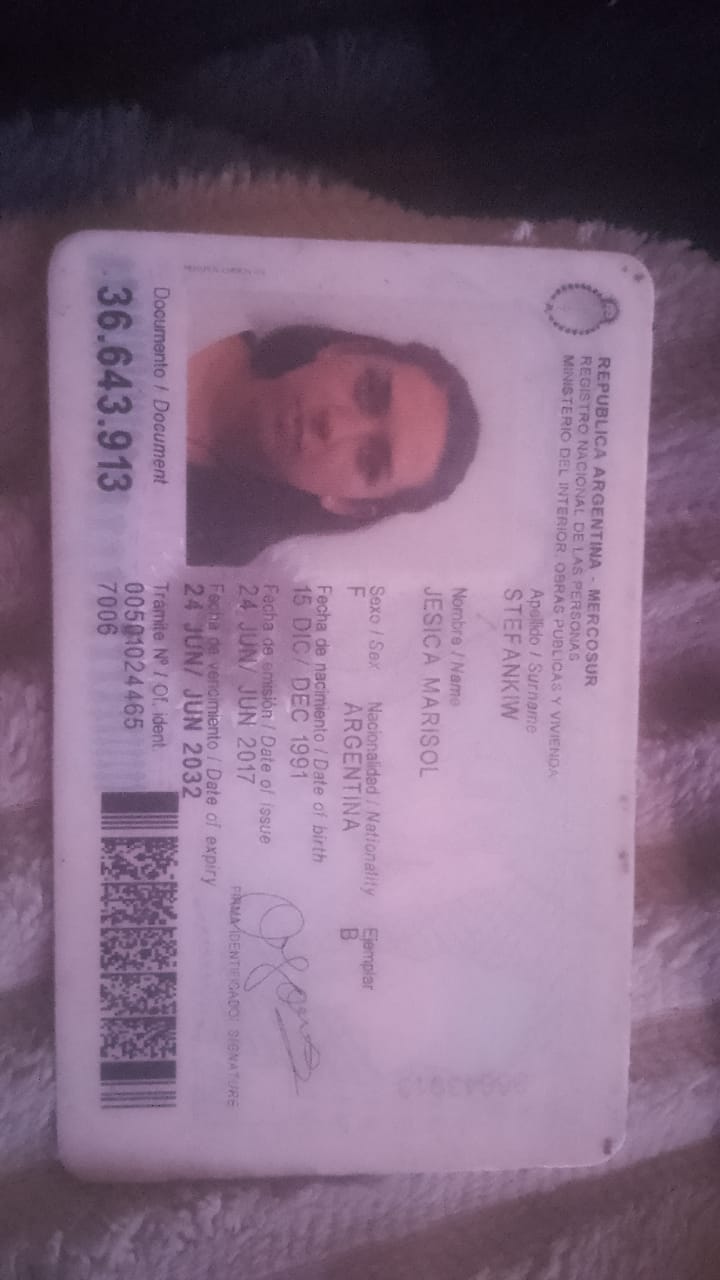 REPUBLICA ARGENTINA - MERCOSUR
REGISTRO NACIONAL DE LAS PERSONAS
MINISTERIO DEL INTERIOR, OBRAS PUBLICAS Y VIVIENDA
Apellido / Surname
STEFANKIW
Nombre / Name
JESICA MARISOL
Sexo / Sex Nacionalidad / Nationality Ejemplar
F ARGENTINA B
Fecha de nacimiento / Date of birth
15 DIC/ DEC 1991
Fecha de emisión / Date of issue
24 JUN/ JUN 2017
Fecha de vencimiento / Date of expiry
24 JUN/ JUN 2032
FIRMA IDENTIFICADO/ SIGNATURE
Documento / Document
36.643.913
Trámite Nº / Of. ident.
00501024465
7006